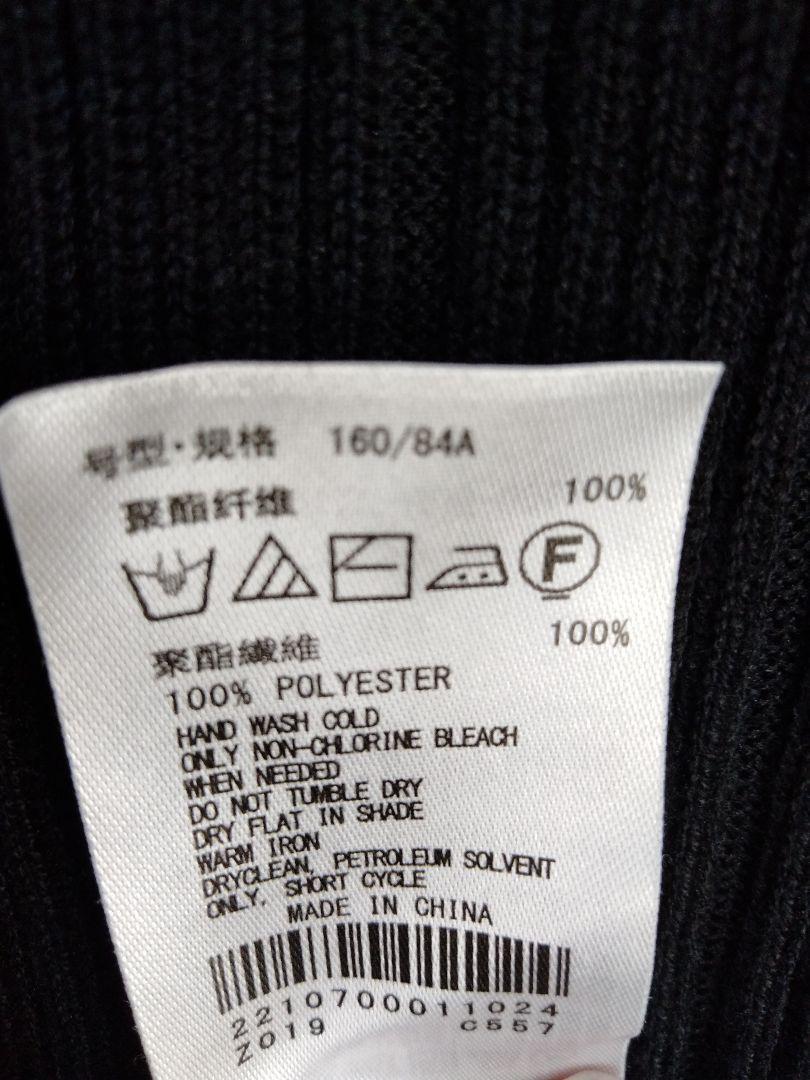 号型·规格 160/84A
聚酯纤维 100%
F
聚酯纖維 100%
100% POLYESTER
HAND WASH COLD
ONLY NON-CHLORINE BLEACH
WHEN NEEDED
DO NOT TUMBLE DRY
DRY FLAT IN SHADE
WARM IRON
DRYCLEAN, PETROLEUM SOLVENT
ONLY. SHORT CYCLE
MADE IN CHINA
2210700011024
Z019 C557